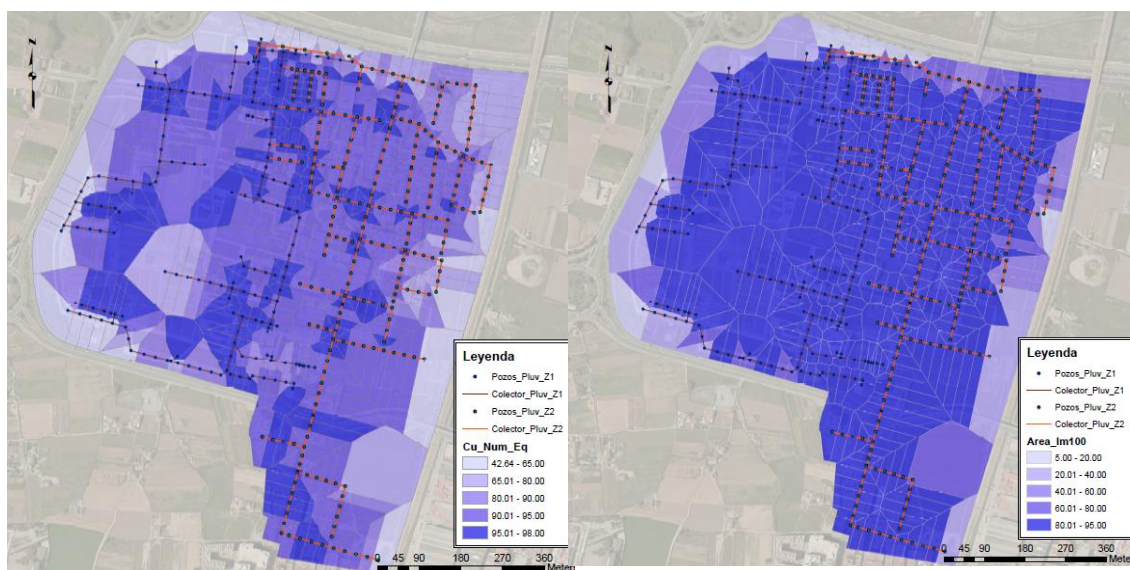 N
Leyenda
Pozos_Pluv_Z1
Colector_Pluv_Z1
Pozos_Pluv_Z2
Colector_Pluv_Z2
Cu_Num_Eq
42.64 - 65.00
65.01 - 80.00
80.01 - 90.00
90.01 - 95.00
95.01 - 98.00
0 45 90 180 270 360
Mete
N
Leyenda
Pozos_Pluv_Z1
Colector_Pluv_Z1
Pozos_Pluv_Z2
Colector_Pluv_Z2
Area_Im100
5.00 - 20.00
20.01 - 40.00
40.01 - 60.00
60.01 - 80.00
80.01 - 95.00
0 45 90 180 270 360
Meter